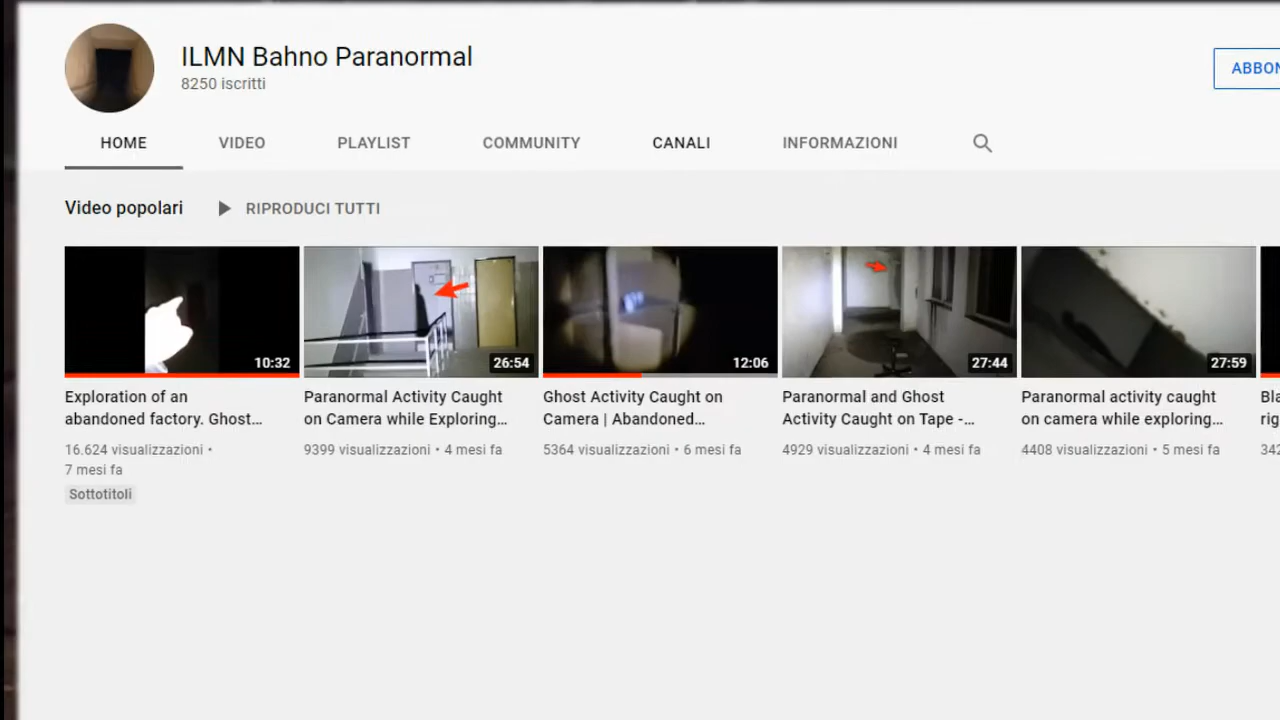 ILMN Bahno Paranormal
8250 iscritti
ABBON
HOME VIDEO PLAYLIST COMMUNITY CANALI INFORMAZIONI
Video popolari RIPRODUCI TUTTI
10:32 26:54 12:06 27:44 27:59
Exploration of an
abandoned factory. Ghost...
16.624 visualizzazioni •
7 mesi fa
Sottotitoli
Paranormal Activity Caught
on Camera while Exploring...
9399 visualizzazioni • 4 mesi fa
Ghost Activity Caught on
Camera | Abandoned...
5364 visualizzazioni • 6 mesi fa
Paranormal and Ghost
Activity Caught on Tape -...
4929 visualizzazioni • 4 mesi fa
Paranormal activity caught
on camera while exploring...
4408 visualizzazioni • 5 mesi fa
Bla
rig
342